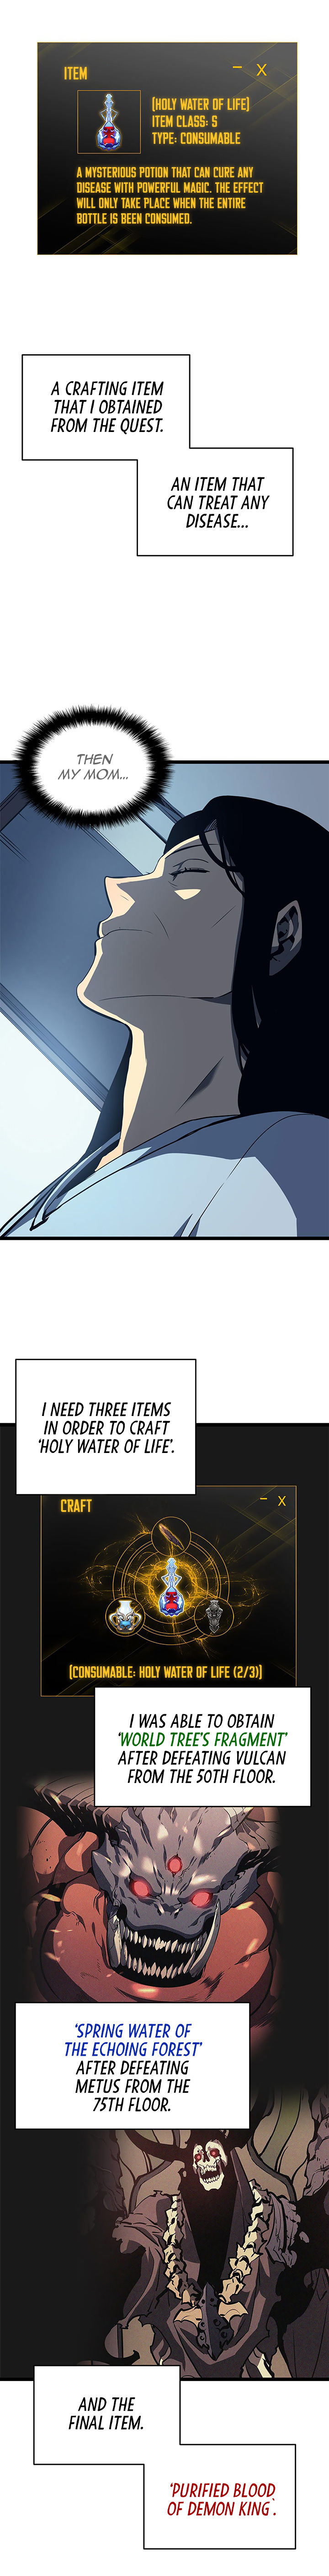 ITEM
– X
[HOLY WATER OF LIFE]
ITEM CLASS: S
TYPE: CONSUMABLE
A MYSTERIOUS POTION THAT CAN CURE ANY
DISEASE WITH POWERFUL MAGIC. THE EFFECT
WILL ONLY TAKE PLACE WHEN THE ENTIRE
BOTTLE IS BEEN CONSUMED.
A CRAFTING ITEM
THAT I OBTAINED
FROM THE QUEST.
AN ITEM THAT
CAN TREAT ANY
DISEASE...
THEN
MY MOM...
I NEED THREE ITEMS
IN ORDER TO CRAFT
'HOLY WATER OF LIFE'.
CRAFT
– X
[CONSUMABLE: HOLY WATER OF LIFE (2/3)]
I WAS ABLE TO OBTAIN
'WORLD TREE'S FRAGMENT'
AFTER DEFEATING VULCAN
FROM THE 50TH FLOOR.
'SPRING WATER OF
THE ECHOING FOREST'
AFTER DEFEATING
METUS FROM THE
75TH FLOOR.
AND THE
FINAL ITEM.
'PURIFIED BLOOD
OF DEMON KING'.